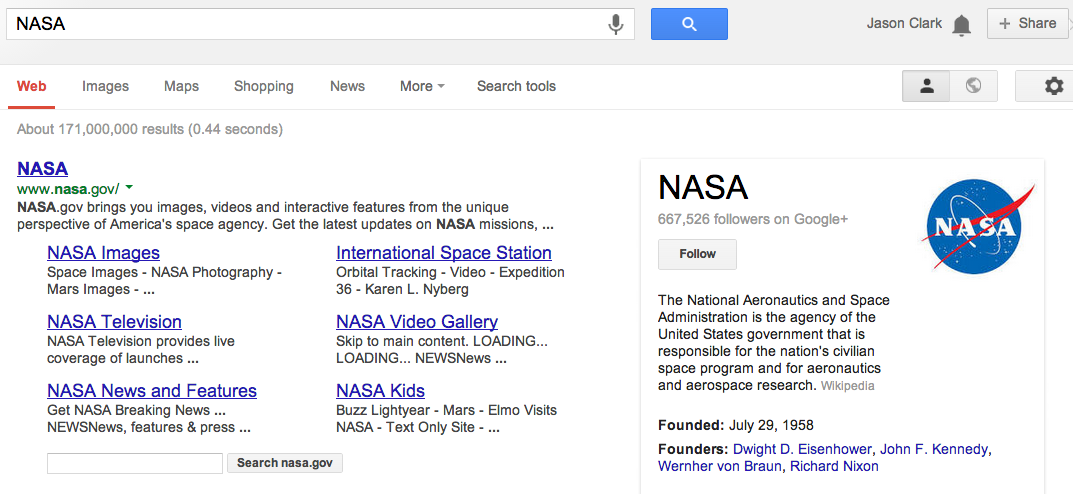 NASA
Jason Clark
+ Share
Web Images Maps Shopping News More Search tools
About 171,000,000 results (0.44 seconds)
NASA
www.nasa.gov/
NASA.gov brings you images, videos and interactive features from the unique
perspective of America's space agency. Get the latest updates on NASA missions, ...
NASA Images
Space Images - NASA Photography -
Mars Images - ...
International Space Station
Orbital Tracking - Video - Expedition
36 - Karen L. Nyberg
NASA Television
NASA Television provides live
coverage of launches ...
NASA Video Gallery
Skip to main content. LOADING...
LOADING... NEWSNews ...
NASA News and Features
Get NASA Breaking News ...
NEWSNews, features & press ...
NASA Kids
Buzz Lightyear - Mars - Elmo Visits
NASA - Text Only Site - ...
Search nasa.gov
NASA
667,526 followers on Google+
Follow
NASA
The National Aeronautics and Space
Administration is the agency of the
United States government that is
responsible for the nation's civilian
space program and for aeronautics
and aerospace research. Wikipedia
Founded: July 29, 1958
Founders: Dwight D. Eisenhower, John F. Kennedy,
Wernher von Braun, Richard Nixon